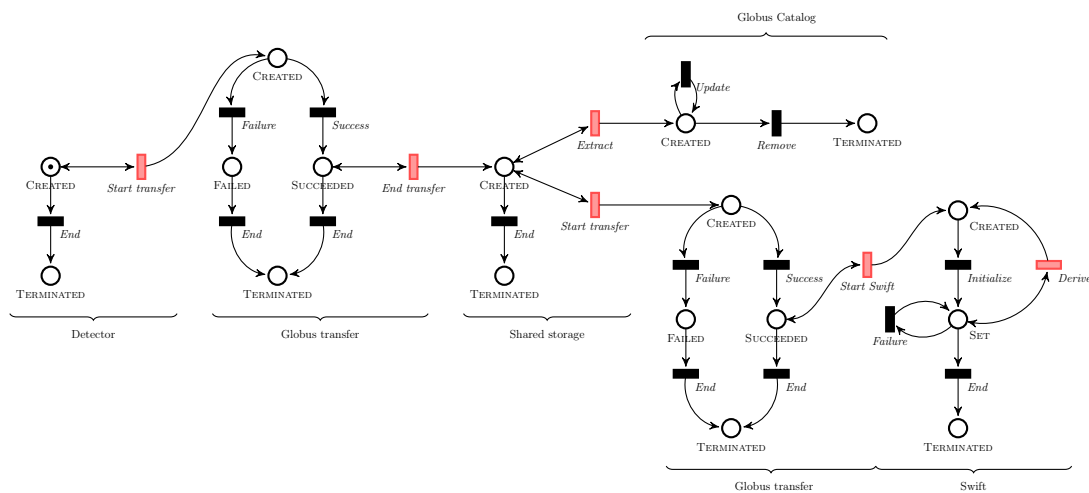 Globus Catalog
CREATED
Update
Failure
Success
Extract
CREATED
Remove
TERMINATED
CREATED
Start transfer
FAILED
SUCCEEDED
End transfer
CREATED
End
End
End
End
Start transfer
CREATED
CREATED
TERMINATED
TERMINATED
TERMINATED
Failure
Success
Start Swift
Initialize
Derive
Detector
Globus transfer
Shared storage
FAILED
SUCCEEDED
Failure
SET
End
End
End
TERMINATED
TERMINATED
Globus transfer
Swift